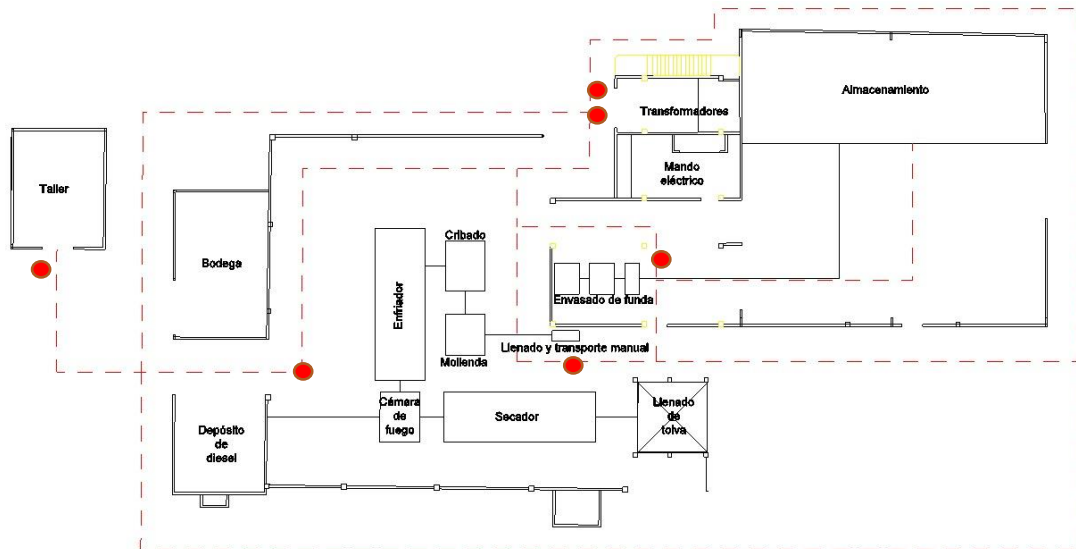 Almacenamiento
Transformadores
Mando
eléctrico
Taller
Cribado
Bodega
Enfriador
Envasado de funda
Llenado y transporte manual
Molienda
Cámara
de
fuego
Secador
Llenado
de
tolva
Depósito
de
diesel